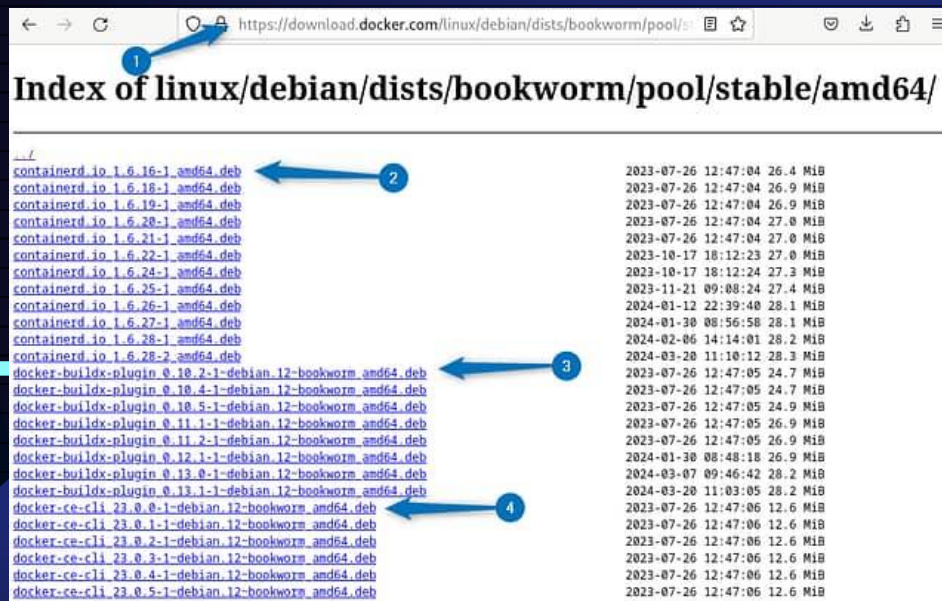 https://download.docker.com/linux/debian/dists/bookworm/pool/s
1
Index of linux/debian/dists/bookworm/pool/stable/amd64/
../
containerd.io_1.6.16-1_amd64.deb 2023-07-26 12:47:04 26.4 MiB
2
containerd.io_1.6.18-1_amd64.deb 2023-07-26 12:47:04 26.9 MiB
containerd.io_1.6.19-1_amd64.deb 2023-07-26 12:47:04 26.9 MiB
containerd.io_1.6.20-1_amd64.deb 2023-07-26 12:47:04 27.0 MiB
containerd.io_1.6.21-1_amd64.deb 2023-07-26 12:47:04 27.0 MiB
containerd.io_1.6.22-1_amd64.deb 2023-10-17 18:12:23 27.0 MiB
containerd.io_1.6.24-1_amd64.deb 2023-10-17 18:12:24 27.3 MiB
containerd.io_1.6.25-1_amd64.deb 2023-11-21 09:08:24 27.4 MiB
containerd.io_1.6.26-1_amd64.deb 2024-01-12 22:39:40 28.1 MiB
containerd.io_1.6.27-1_amd64.deb 2024-01-30 08:56:58 28.1 MiB
containerd.io_1.6.28-1_amd64.deb 2024-02-06 14:14:01 28.2 MiB
containerd.io_1.6.28-2_amd64.deb 2024-03-20 11:10:12 28.3 MiB
docker-buildx-plugin_0.10.2-1~debian.12~bookworm_amd64.deb 2023-07-26 12:47:05 24.7 MiB
3
docker-buildx-plugin_0.10.4-1~debian.12~bookworm_amd64.deb 2023-07-26 12:47:05 24.7 MiB
docker-buildx-plugin_0.10.5-1~debian.12~bookworm_amd64.deb 2023-07-26 12:47:05 24.9 MiB
docker-buildx-plugin_0.11.1-1~debian.12~bookworm_amd64.deb 2023-07-26 12:47:05 26.9 MiB
docker-buildx-plugin_0.11.2-1~debian.12~bookworm_amd64.deb 2023-07-26 12:47:05 26.9 MiB
docker-buildx-plugin_0.12.1-1~debian.12~bookworm_amd64.deb 2024-01-30 08:48:18 26.9 MiB
docker-buildx-plugin_0.13.0-1~debian.12~bookworm_amd64.deb 2024-03-07 09:46:42 28.2 MiB
docker-buildx-plugin_0.13.1-1~debian.12~bookworm_amd64.deb 2024-03-20 11:03:05 28.2 MiB
docker-ce-cli_23.0.0-1~debian.12~bookworm_amd64.deb 2023-07-26 12:47:06 12.6 MiB
4
docker-ce-cli_23.0.1-1~debian.12~bookworm_amd64.deb 2023-07-26 12:47:06 12.6 MiB
docker-ce-cli_23.0.2-1~debian.12~bookworm_amd64.deb 2023-07-26 12:47:06 12.6 MiB
docker-ce-cli_23.0.3-1~debian.12~bookworm_amd64.deb 2023-07-26 12:47:06 12.6 MiB
docker-ce-cli_23.0.4-1~debian.12~bookworm_amd64.deb 2023-07-26 12:47:06 12.6 MiB
docker-ce-cli_23.0.5-1~debian.12~bookworm_amd64.deb 2023-07-26 12:47:06 12.6 MiB